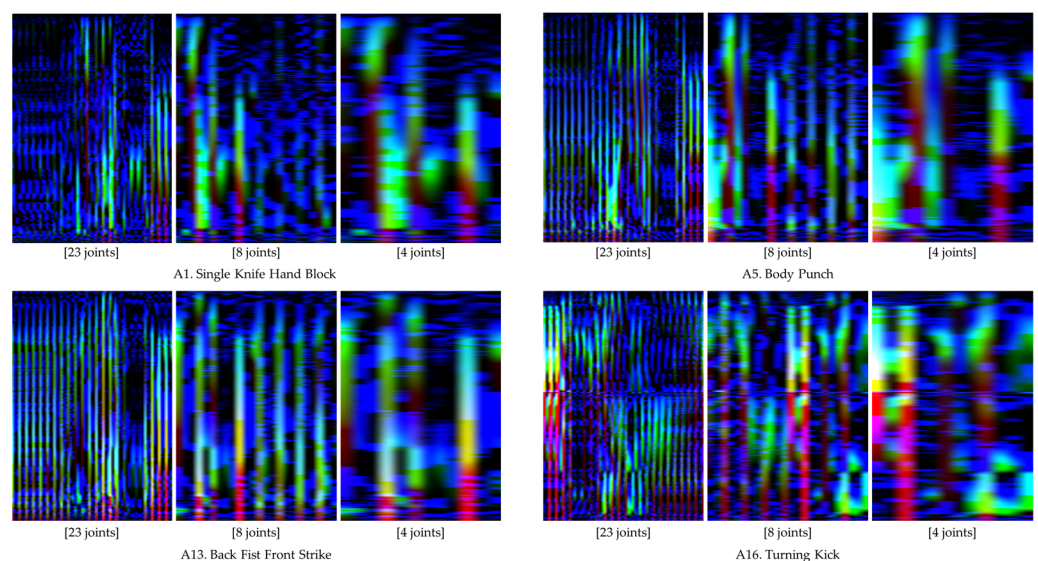 [23 joints] [8 joints] [4 joints] [23 joints] [8 joints] [4 joints]
A1. Single Knife Hand Block A5. Body Punch
[23 joints] [8 joints] [4 joints] [23 joints] [8 joints] [4 joints]
A13. Back Fist Front Strike A16. Turning Kick